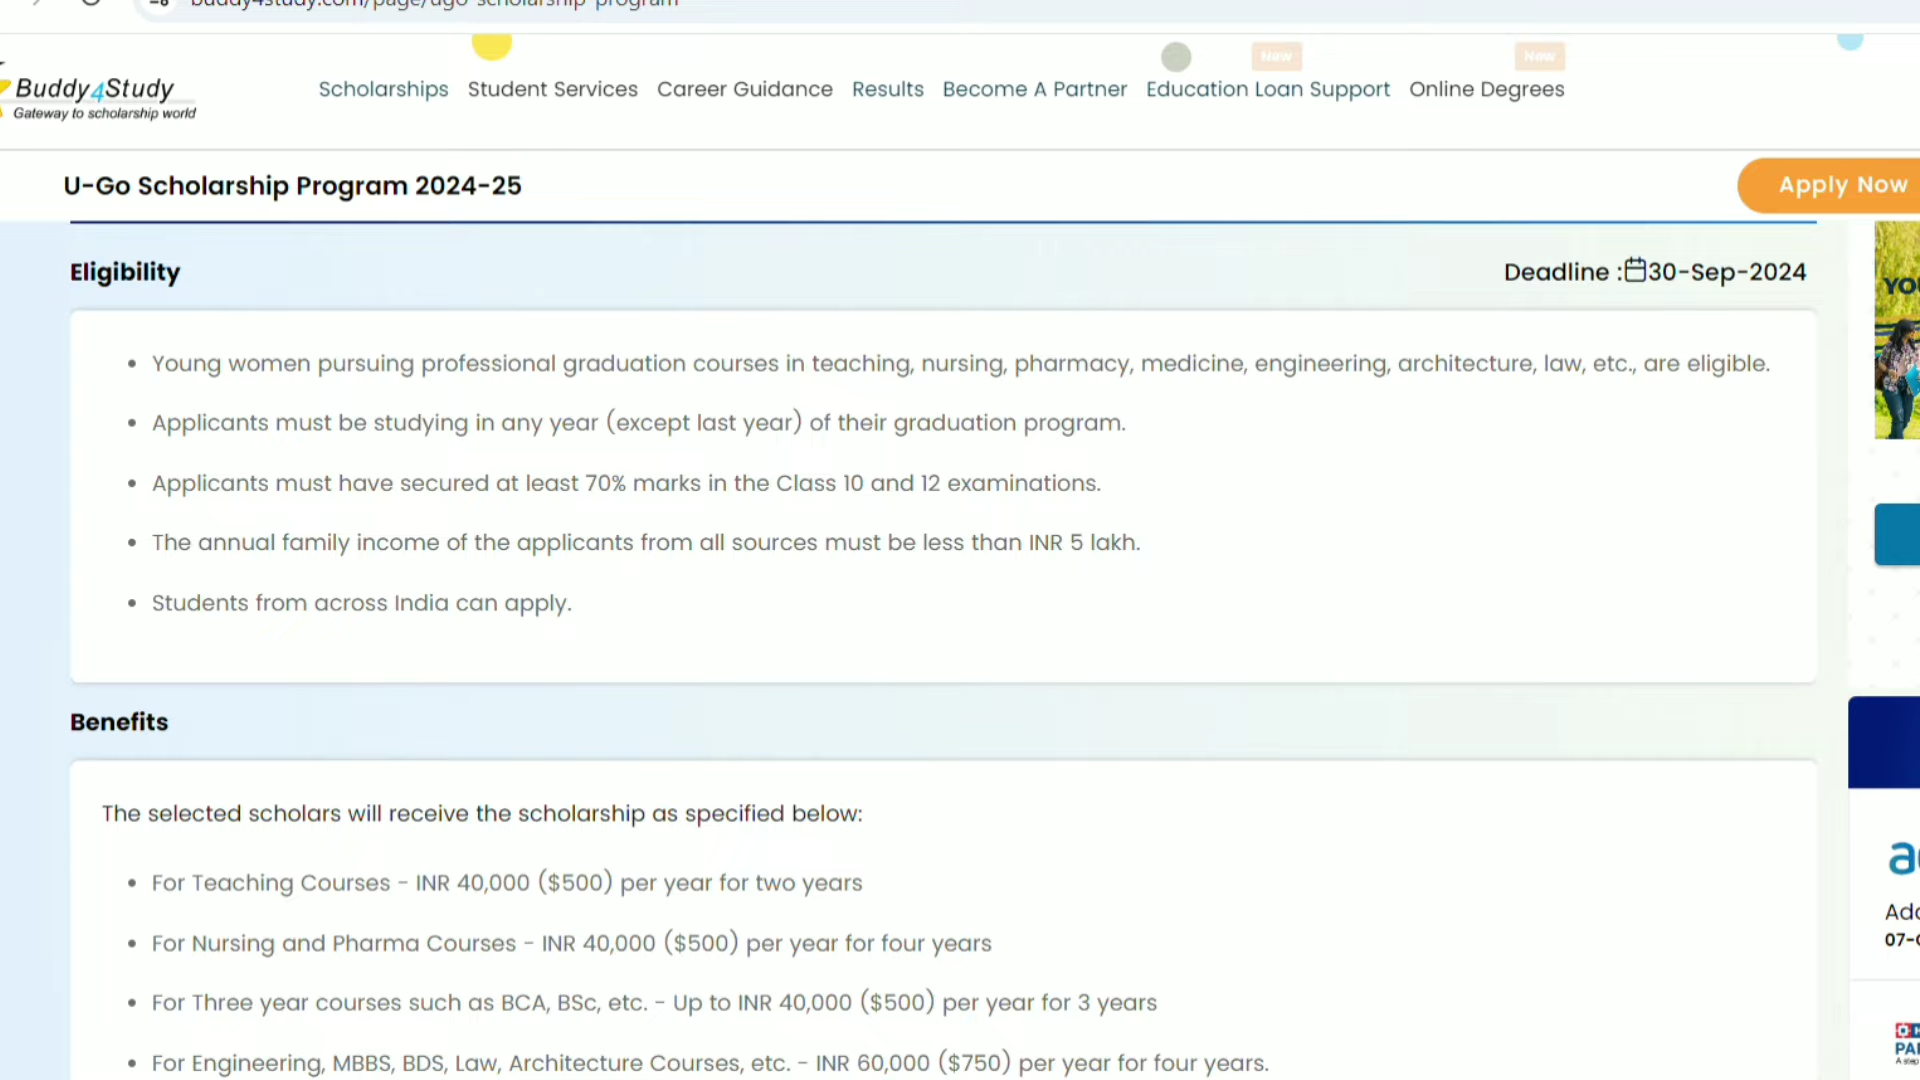 Buddy4Study
Gateway to scholarship world
Scholarships Student Services Career Guidance Results Become A Partner Education Loan Support Online Degrees
New
New
U-Go Scholarship Program 2024-25
Apply Now
Eligibility
Deadline : 30-Sep-2024
• Young women pursuing professional graduation courses in teaching, nursing, pharmacy, medicine, engineering, architecture, law, etc., are eligible.
• Applicants must be studying in any year (except last year) of their graduation program.
• Applicants must have secured at least 70% marks in the Class 10 and 12 examinations.
• The annual family income of the applicants from all sources must be less than INR 5 lakh.
• Students from across India can apply.
Benefits
The selected scholars will receive the scholarship as specified below:
• For Teaching Courses - INR 40,000 ($500) per year for two years
• For Nursing and Pharma Courses - INR 40,000 ($500) per year for four years
• For Three year courses such as BCA, BSc, etc. - Up to INR 40,000 ($500) per year for 3 years
• For Engineering, MBBS, BDS, Law, Architecture Courses, etc. - INR 60,000 ($750) per year for four years.